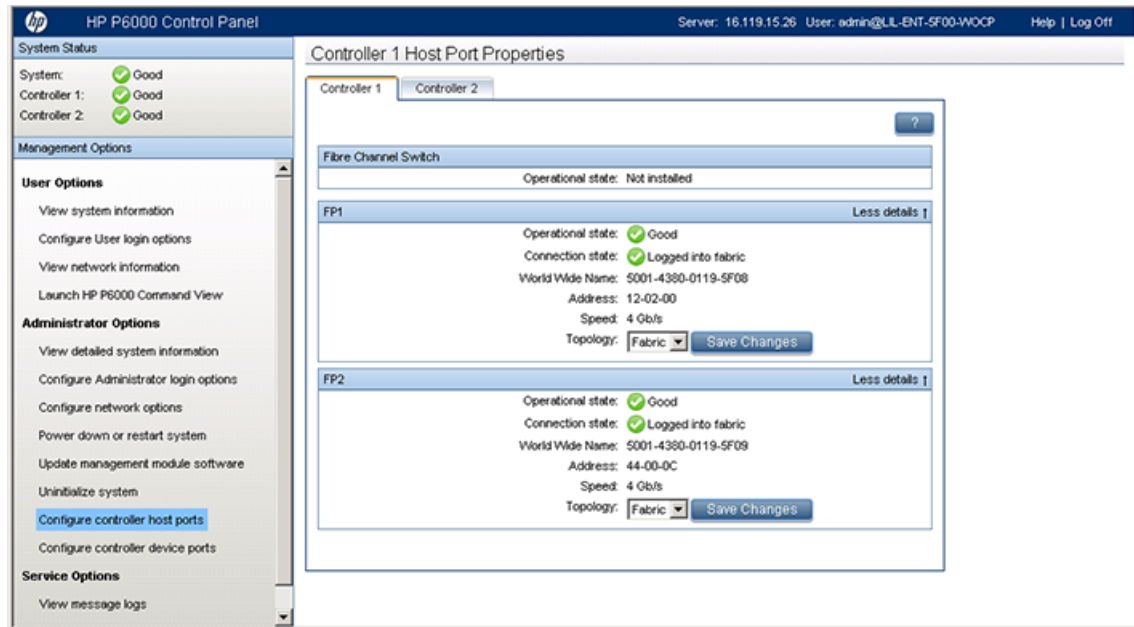 hp
HP P6000 Control Panel
Server: 16.119.15.26 User: admin@LIL-ENT-5F00-WOCP Help | Log Off
System Status
System: Good
Controller 1: Good
Controller 2: Good
Management Options
User Options
View system information
Configure User login options
View network information
Launch HP P6000 Command View
Administrator Options
View detailed system information
Configure Administrator login options
Configure network options
Power down or restart system
Update management module software
Uninitialize system
Configure controller host ports
Configure controller device ports
Service Options
View message logs
Controller 1 Host Port Properties
Controller 1 Controller 2
?
Fibre Channel Switch
Operational state: Not installed
FP1 Less details
Operational state: Good
Connection state: Logged into fabric
World Wide Name: 5001-4380-0119-5F08
Address: 12-02-00
Speed: 4 Gb/s
Topology: Fabric Save Changes
FP2 Less details
Operational state: Good
Connection state: Logged into fabric
World Wide Name: 5001-4380-0119-5F09
Address: 44-00-0C
Speed: 4 Gb/s
Topology: Fabric Save Changes